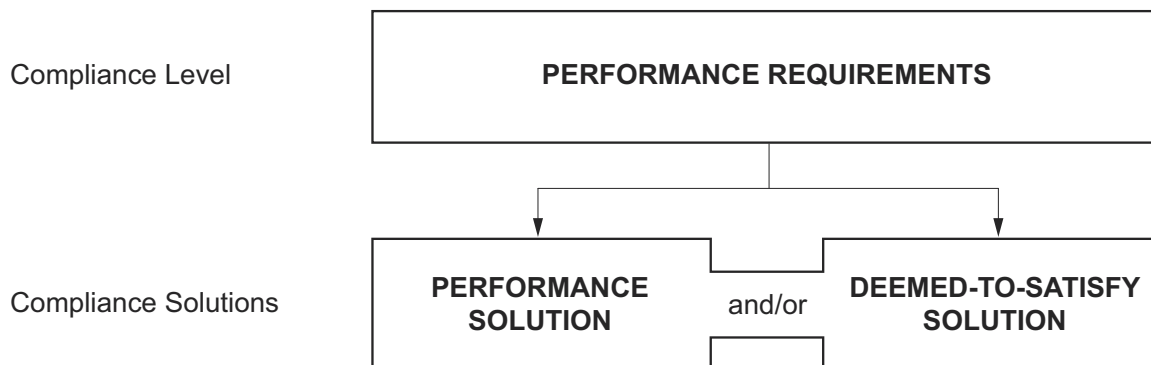 Compliance Level
PERFORMANCE REQUIREMENTS
Compliance Solutions
PERFORMANCE
SOLUTION
and/or
DEEMED-TO-SATISFY
SOLUTION